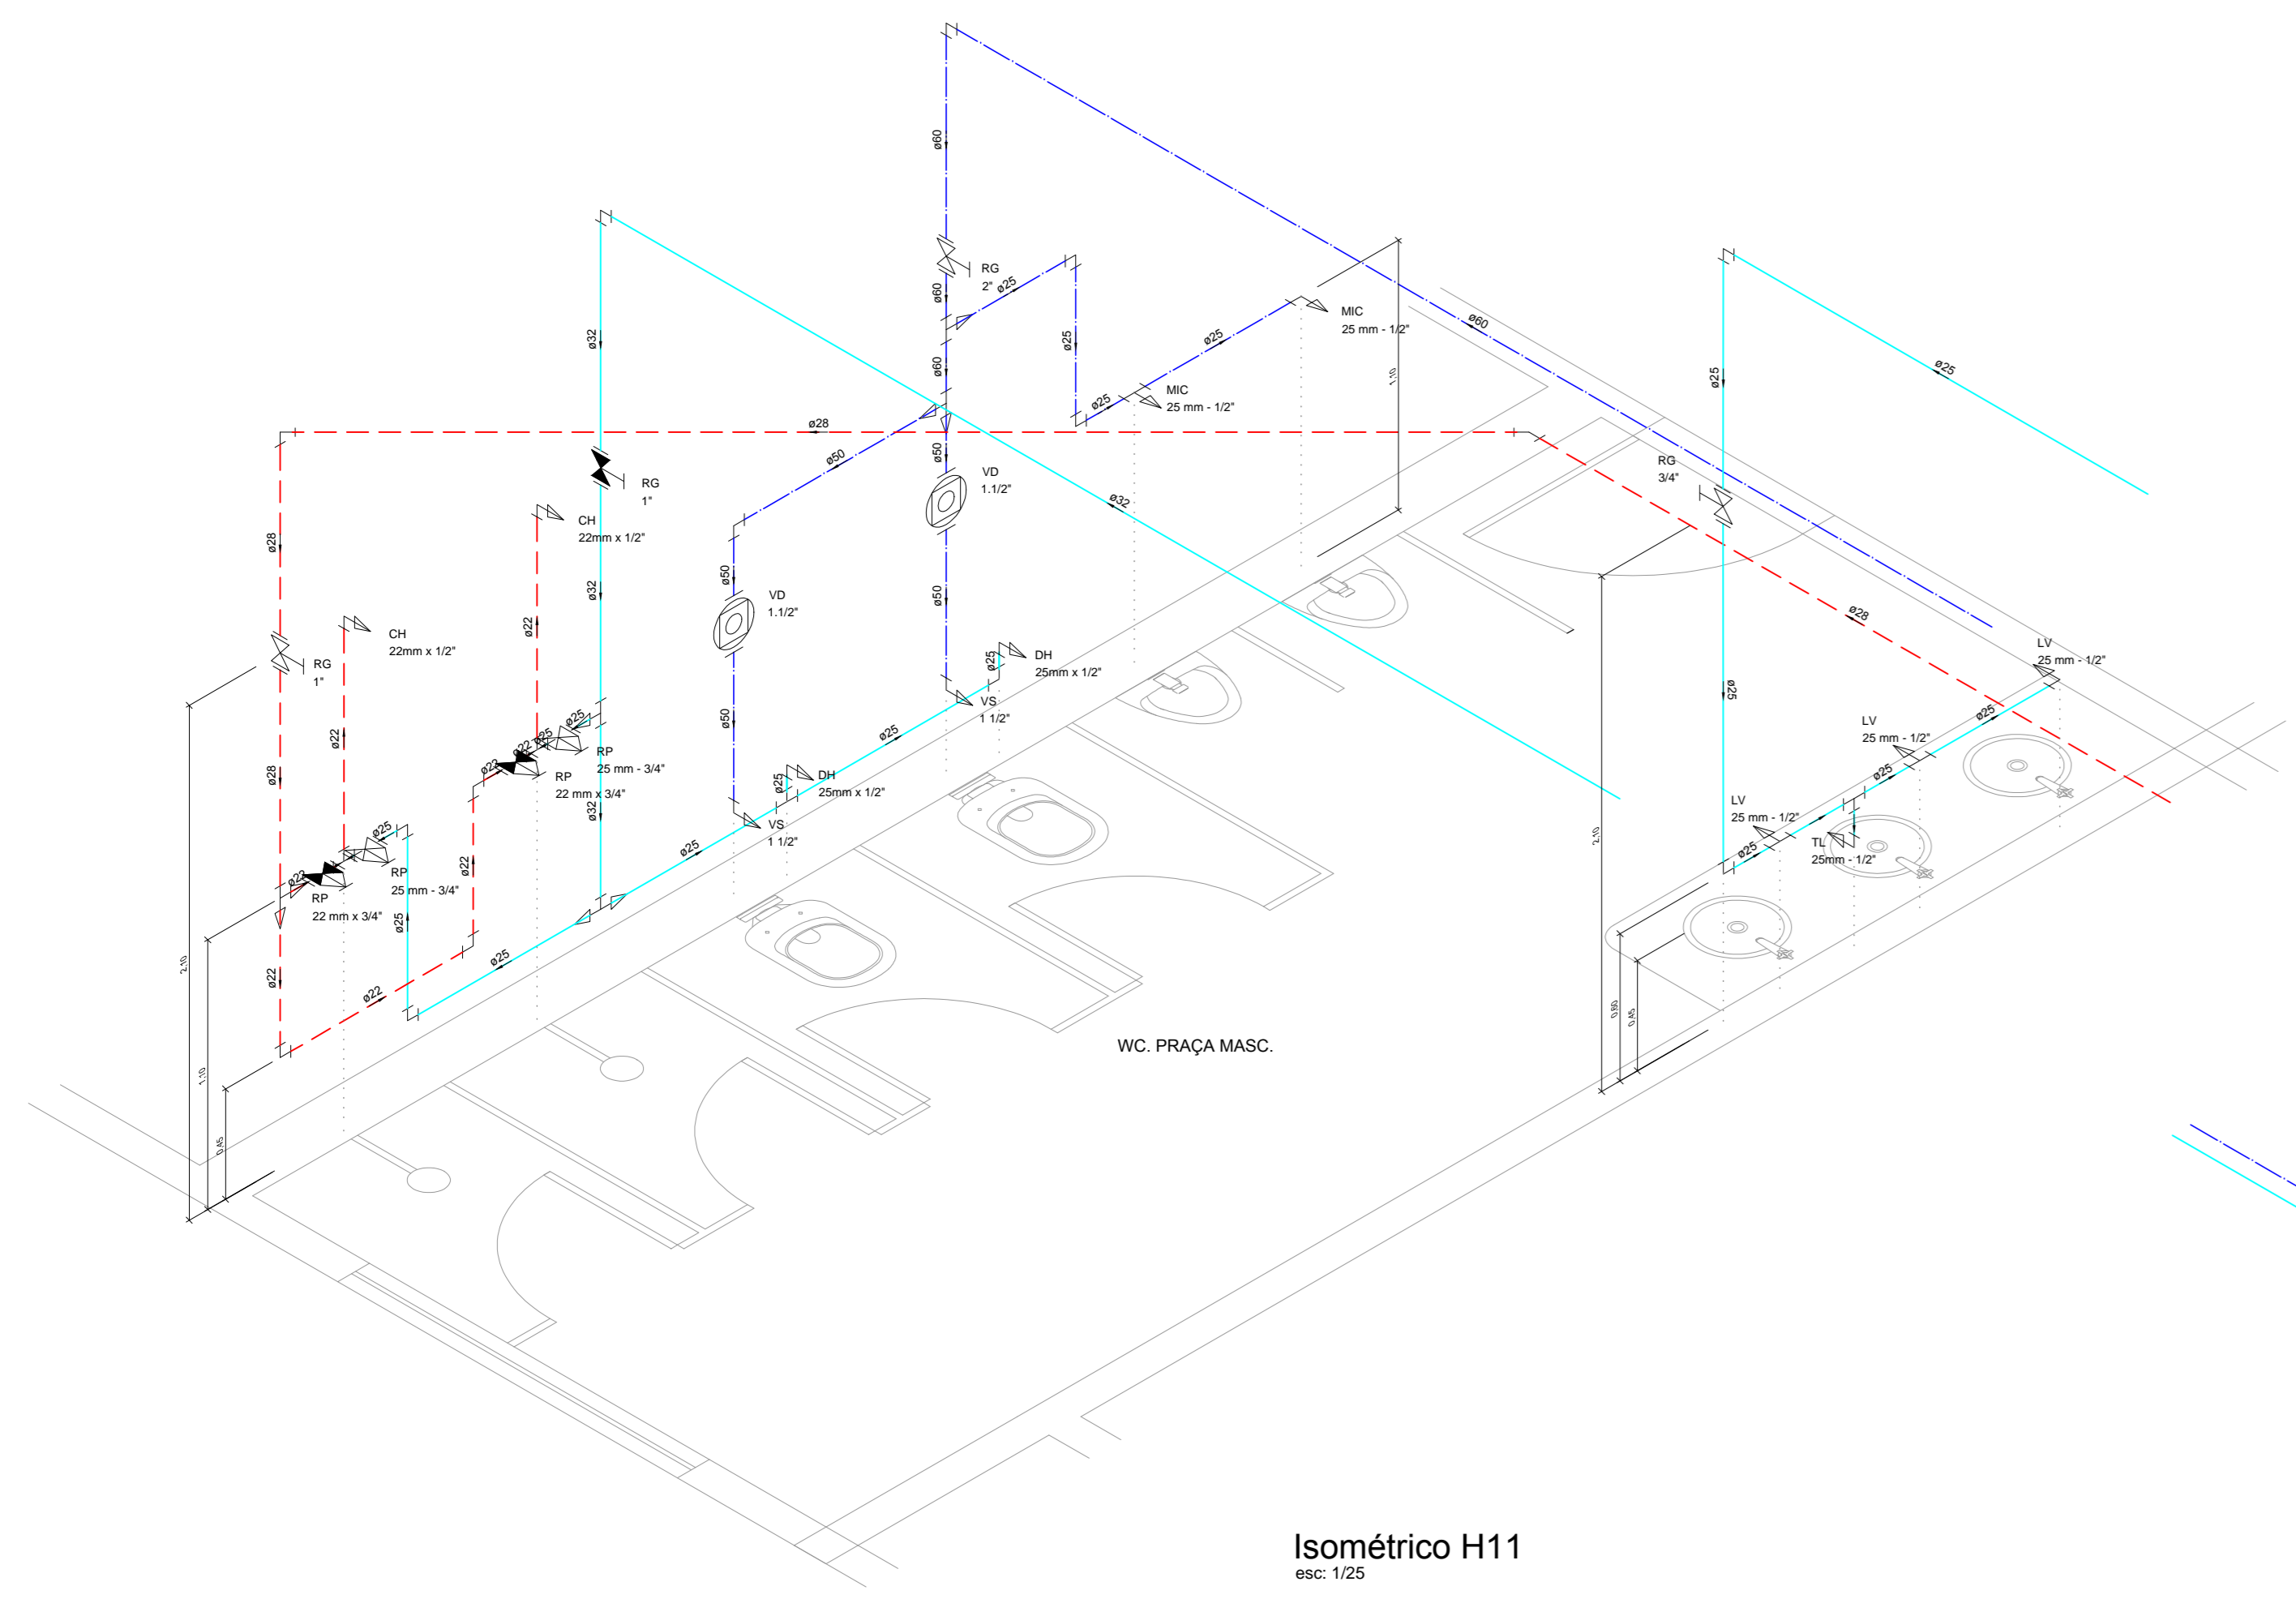 ø60
RG
2"
ø60
ø25
ø60
ø25
MIC
25 mm - 1/2"
ø25
MIC
25 mm - 1/2"
ø25
1,10
ø60
ø25
ø25
ø32
ø28
ø50
ø50
VD
1.1/2"
RG
1"
CH
22mm x 1/2"
ø28
ø32
ø22
ø50
VD
1.1/2"
ø50
ø32
RG
3/4"
ø28
CH
22mm x 1/2"
RG
1"
ø22
ø28
ø50
ø25
DH
25mm x 1/2"
VS
1 1/2"
ø25
ø25
ø22
ø25
ø22
RP
25 mm - 3/4"
RP
22 mm x 3/4"
ø32
ø25
DH
25mm x 1/2"
VS
1 1/2"
ø25
LV
25 mm - 1/2"
ø25
ø25
LV
25 mm - 1/2"
ø25
LV
25 mm - 1/2"
TL
25mm - 1/2"
ø25
2,10
ø25
ø22
RP
25 mm - 3/4"
RP
22 mm x 3/4"
ø25
ø22
ø22
ø22
ø25
2,10
1,10
0,45
0,45
WC. PRAÇA MASC.
Isométrico H11
esc: 1/25